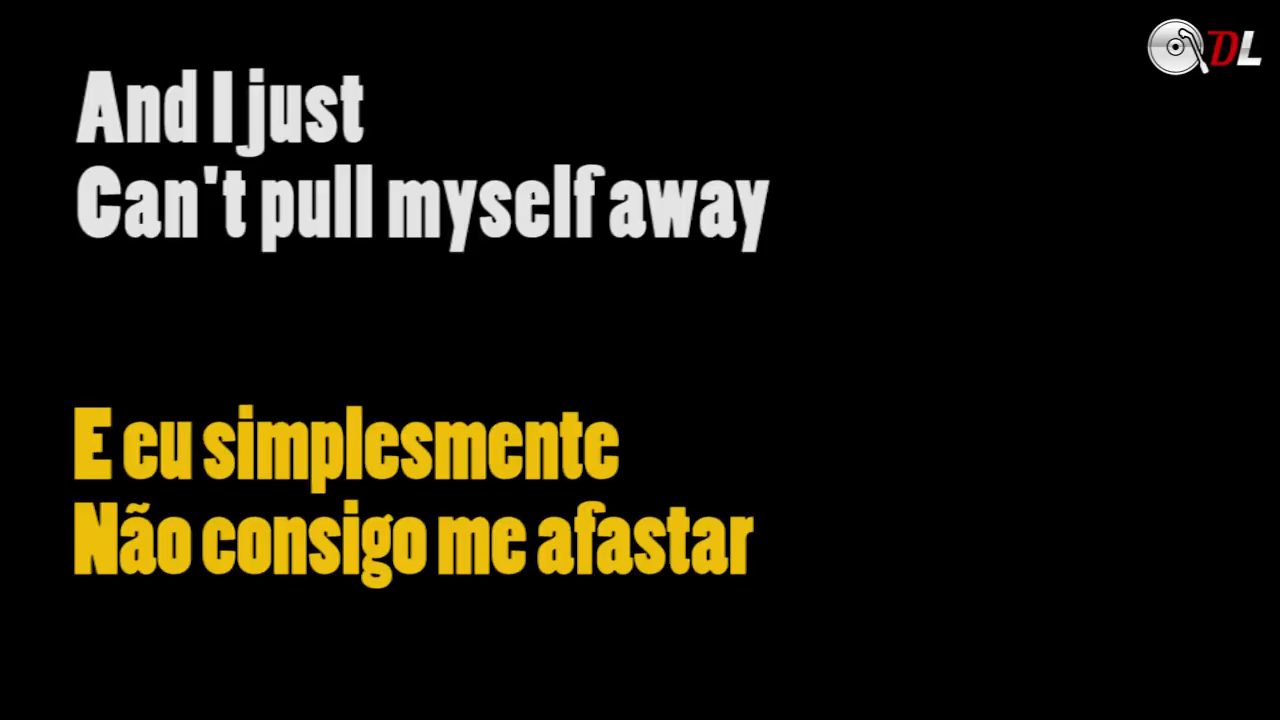 DL
And I just
Can't pull myself away
E eu simplesmente
Não consigo me afastar